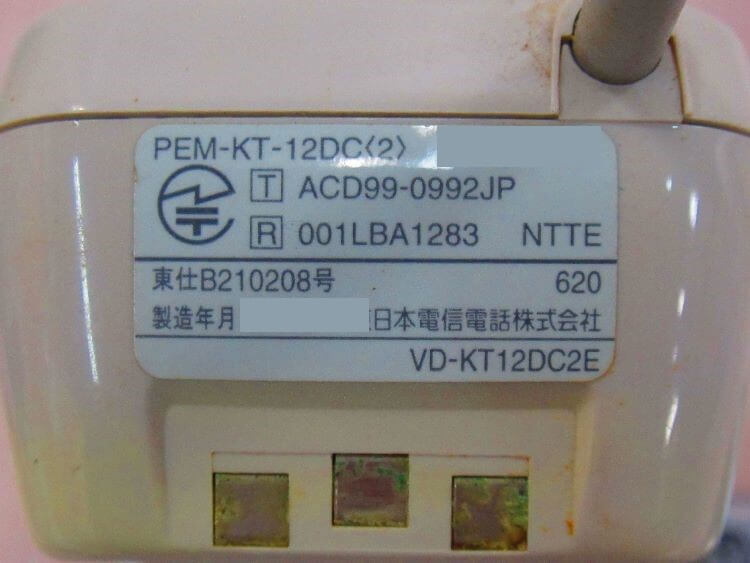 PEM-KT-12DC〈2〉
T ACD99-0992JP
R 001LBA1283 NTTE
東仕B210208号 620
製造年月 日本電信電話株式会社
VD-KT12DC2E